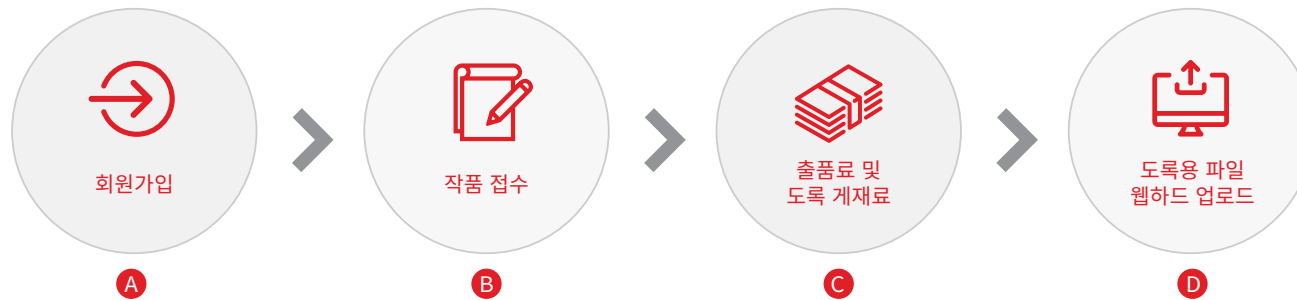 회원가입
작품 접수
출품료 및
도록 게재료
도록용 파일
웹하드 업로드
A
B
C
D